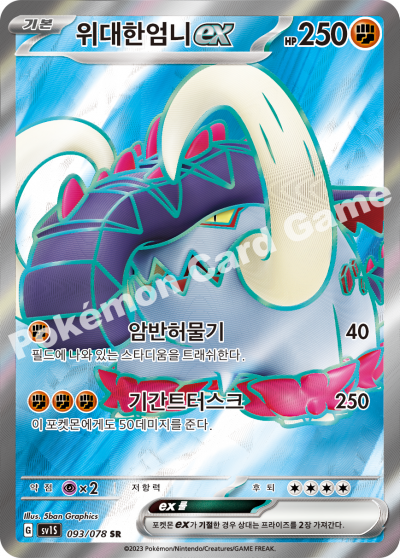 기본 위대한엄니ex HP 250
암반허물기 40
필드에 나와 있는 스타디움을 트래쉬한다.
기간트터스크 250
이 포켓몬에게도 50데미지를 준다.
약점 ×2 저항력 후퇴
Illus. 5ban Graphics
ex 룰
G sv1S 093/078 SR
포켓몬 ex가 기절한 경우 상대는 프라이즈를 2장 가져간다.
©2023 Pokémon/Nintendo/Creatures/GAME FREAK.
Pokémon Card Game